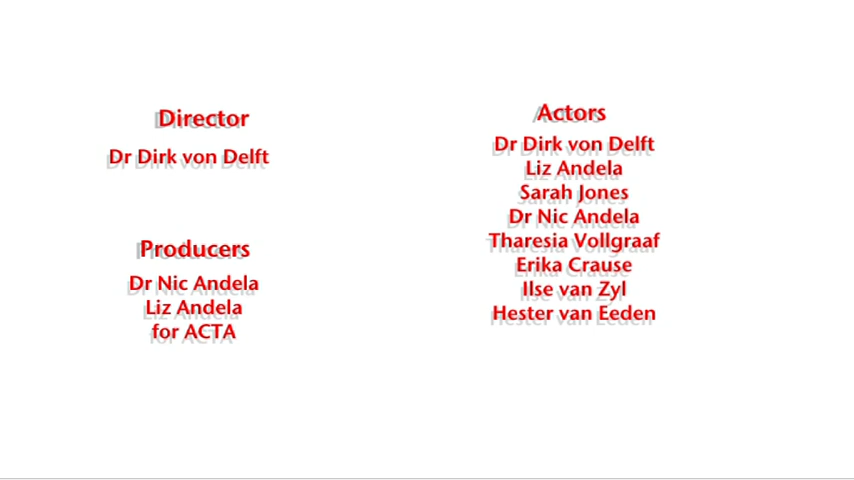 Director
Dr Dirk von Delft
Producers
Dr Nic Andela
Liz Andela
for ACTA
Actors
Dr Dirk von Delft
Liz Andela
Sarah Jones
Dr Nic Andela
Tharesia Vollgraaf
Erika Crause
Ilse van Zyl
Hester van Eeden